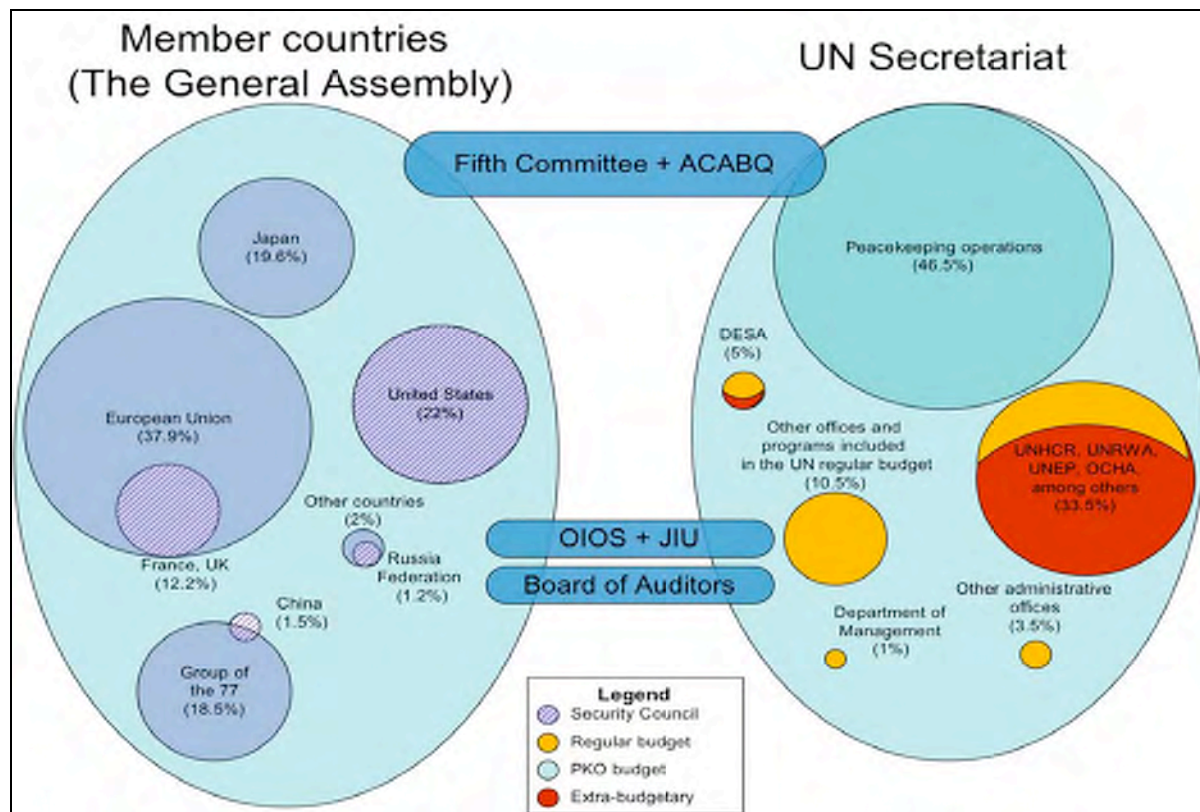 Member countries
(The General Assembly)
UN Secretariat
Fifth Committee + ACABQ
Japan
(19.6%)
Peacekeeping operations
(46.5%)
European Union
(37.9%)
United States
(22%)
DESA
(5%)
Other offices and
programs included
in the UN regular budget
(10.5%)
UNHCR, UNRWA,
UNEP, OCHA,
among others
(33.5%)
Other countries
(2%)
France, UK
(12.2%)
Russia
Federation
(1.2%)
OIOS + JIU
Board of Auditors
China
(1.5%)
Group of
the 77
(18.5%)
Department of
Management
(1%)
Other administrative
offices
(3.5%)
Legend
Security Council
Regular budget
PKO budget
Extra-budgetary